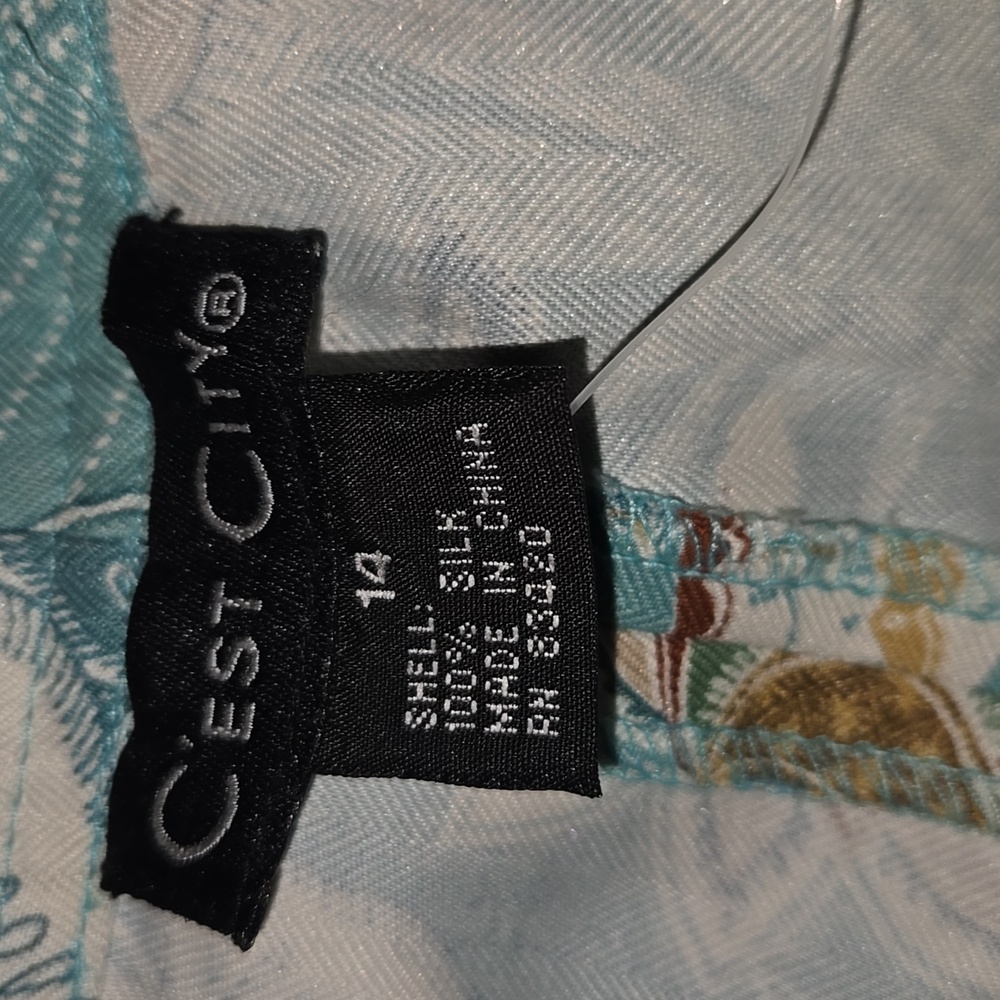 C'EST CITY®
14
SHELL:
100% SILK
MADE IN CHINA
RN 83420